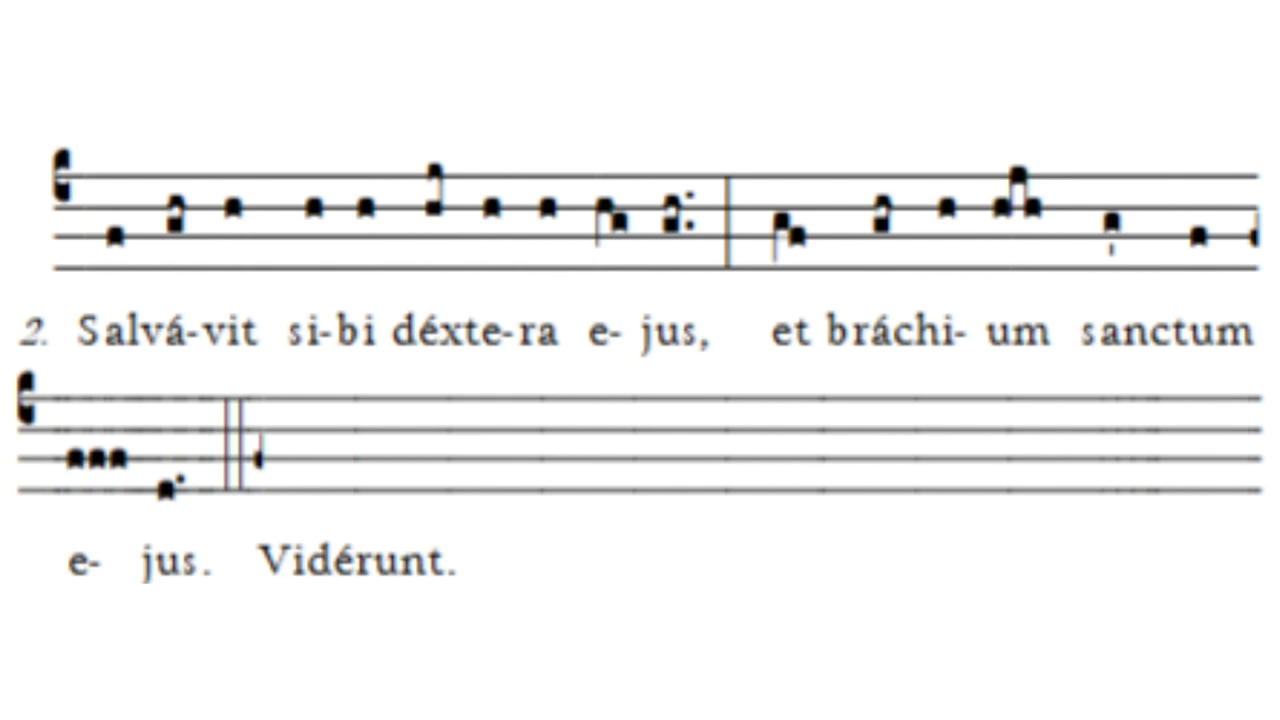 2. Salvá-vit si-bi déxte-ra e- jus, et bráchi- um sanctum
e- jus. Vidérunt.